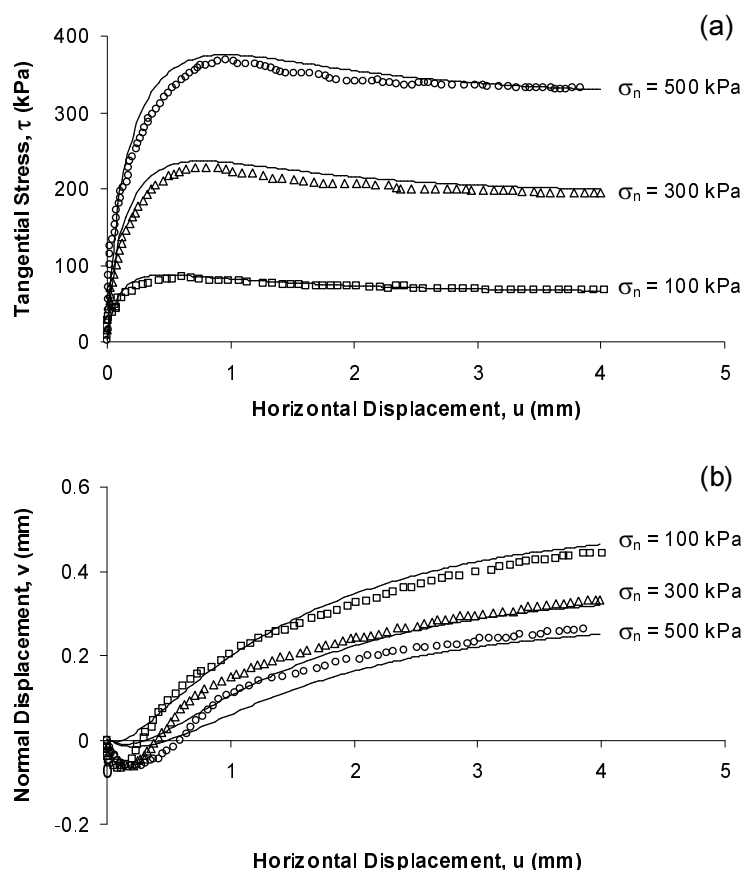 (a)
400
300
200
100
0
Tangential Stress, τ (kPa)
σn = 500 kPa
σn = 300 kPa
σn = 100 kPa
0 1 2 3 4 5
Horizontal Displacement, u (mm)
(b)
0.6
0.4
0.2
0
-0.2
Normal Displacement, v (mm)
σn = 100 kPa
σn = 300 kPa
σn = 500 kPa
0 1 2 3 4 5
Horizontal Displacement, u (mm)